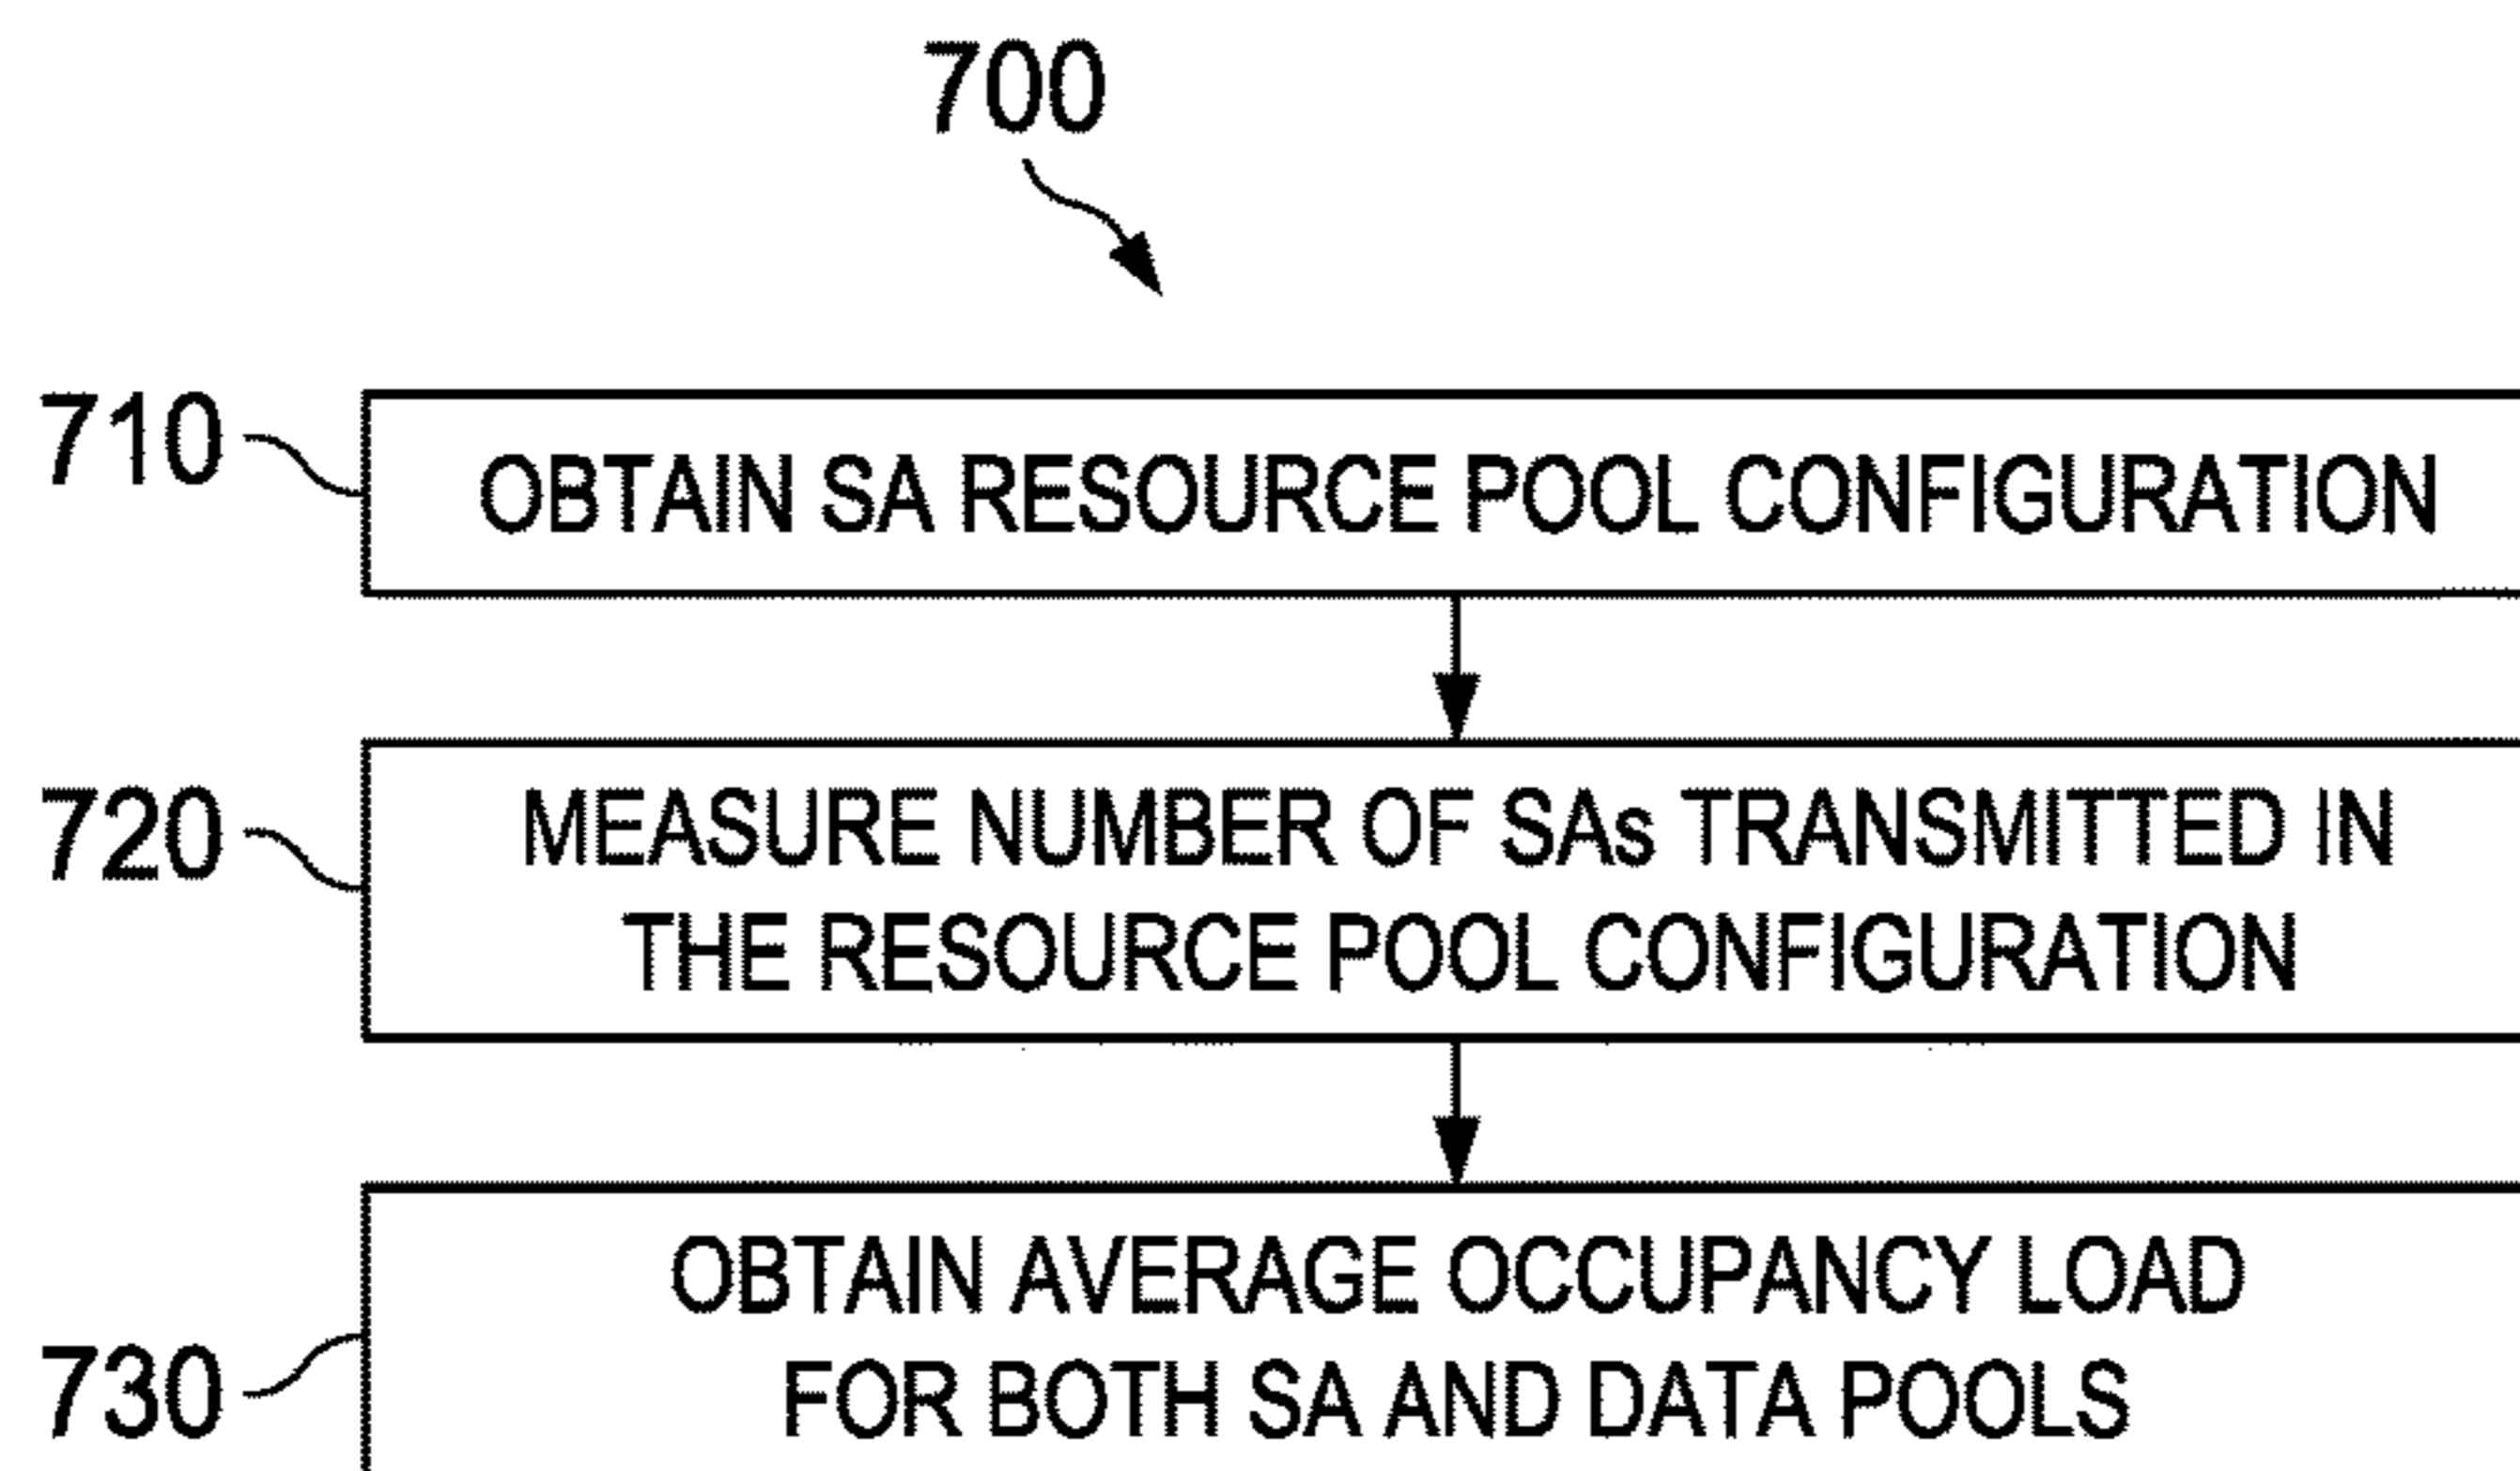 700
710
OBTAIN SA RESOURCE POOL CONFIGURATION
720
MEASURE NUMBER OF SAs TRANSMITTED IN
THE RESOURCE POOL CONFIGURATION
730
OBTAIN AVERAGE OCCUPANCY LOAD
FOR BOTH SA AND DATA POOLS